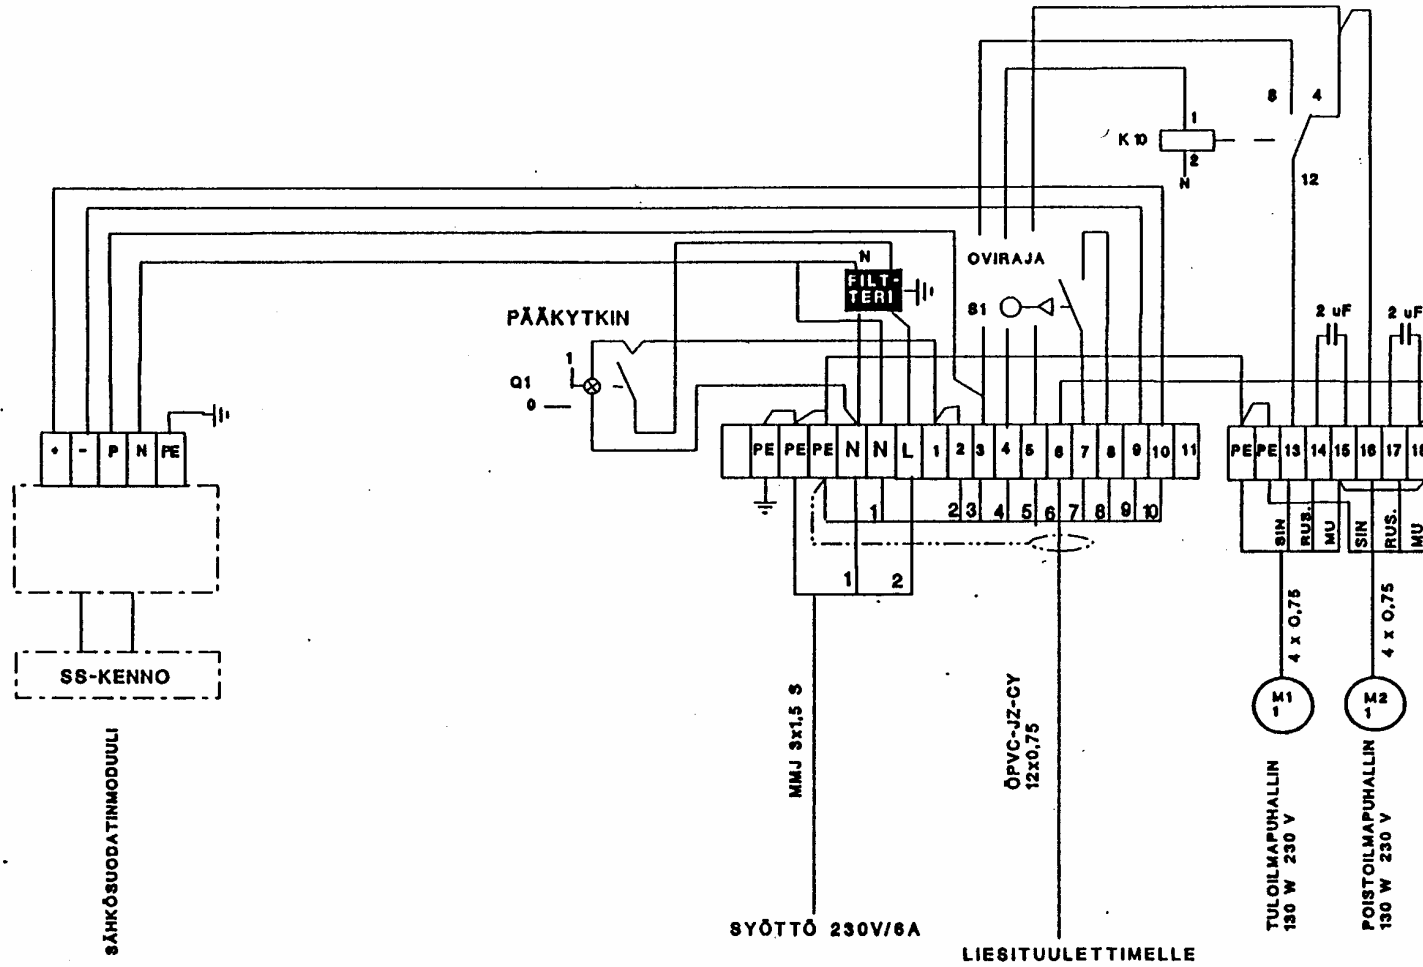 8 4
1
K 10
2
N
12
N
OVIRAJA
FILT-
TERI
S1
2 uF 2 uF
PÄÄKYTKIN
1
Q1
0
+ - P N PE
PE PE PE N N L 1 2 3 4 5 6 7 8 9 10 11
PE PE 13 14 15 16 17 18
1 2 3 4 5 6 7 8 9 10
SIN RUS. MU SIN RUS. MU
1 2
4 x 0,75
4 x 0,75
SS-KENNO
M1
1
M2
1
MMJ 3x1,5 S
ÖPVC-JZ-CY
12x0,75
SÄHKÖSUODATINMODUULI
TULOILMAPUHALLIN
130 W 230 V
POISTOILMAPUHALLIN
130 W 230 V
SYÖTTÖ 230V/6A
LIESITUULETTIMELLE